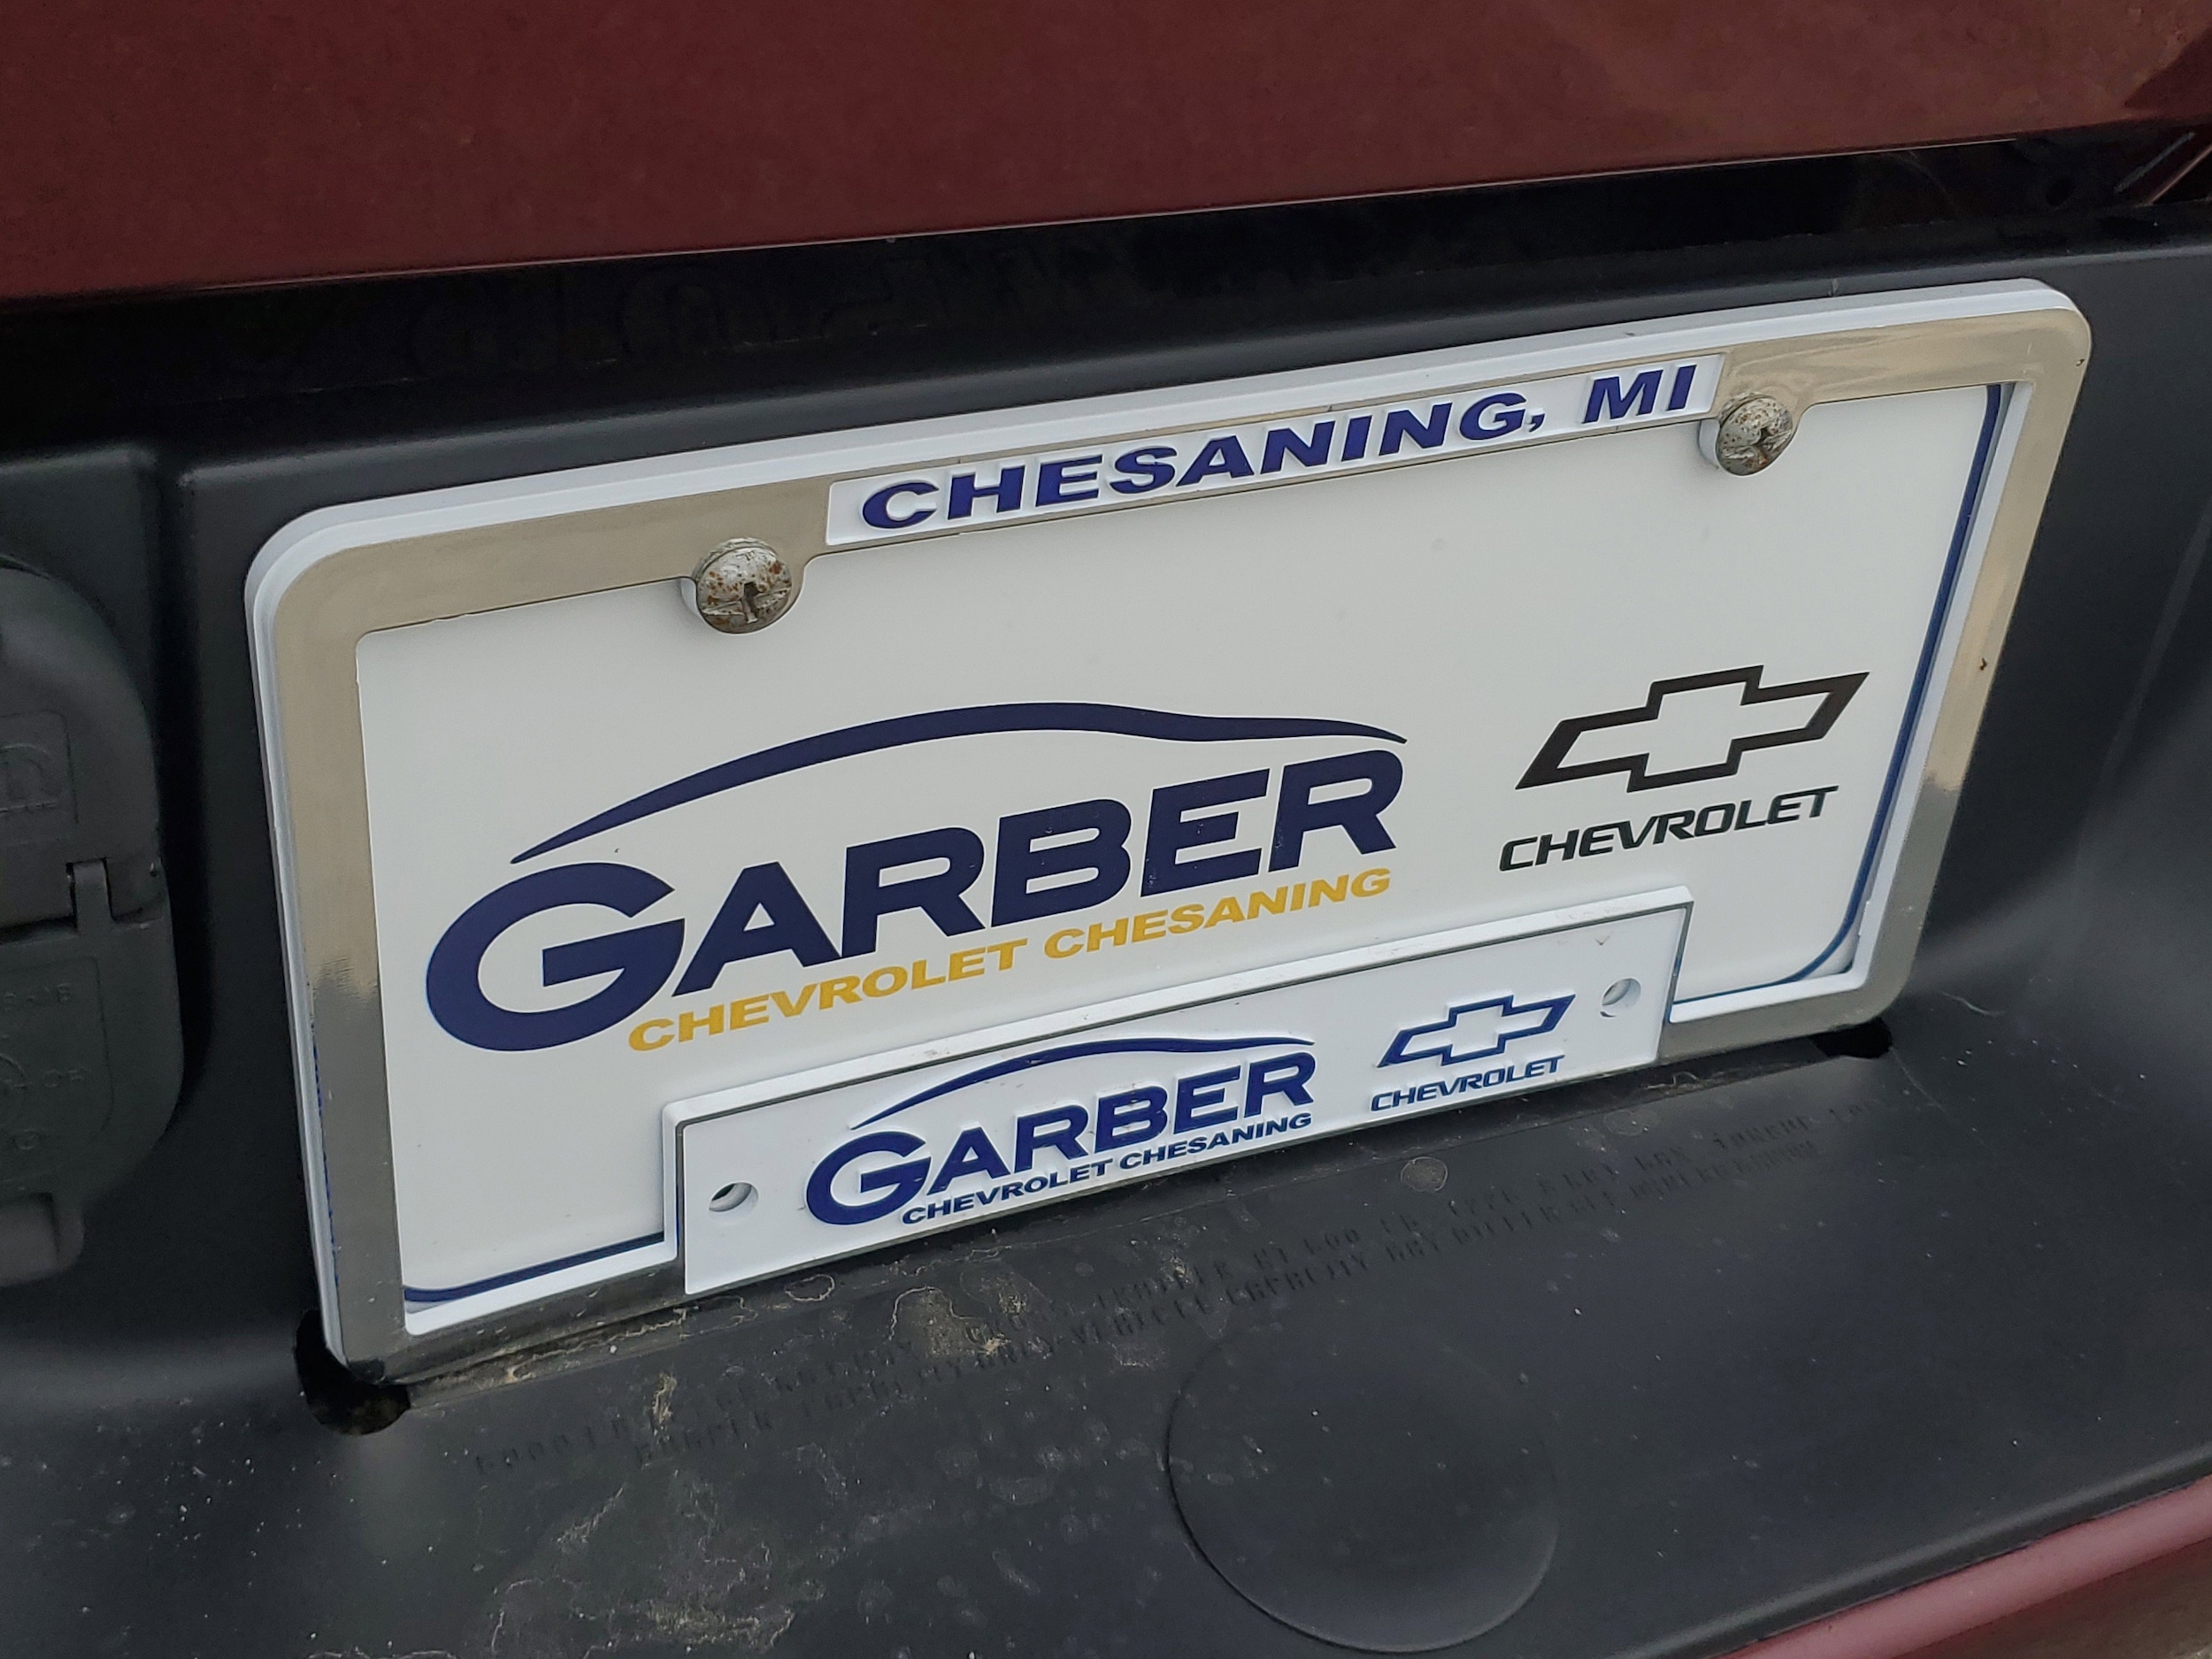 CHESANING, MI
GARBER
CHEVROLET CHESANING
CHEVROLET
GARBER
CHEVROLET CHESANING
CHEVROLET